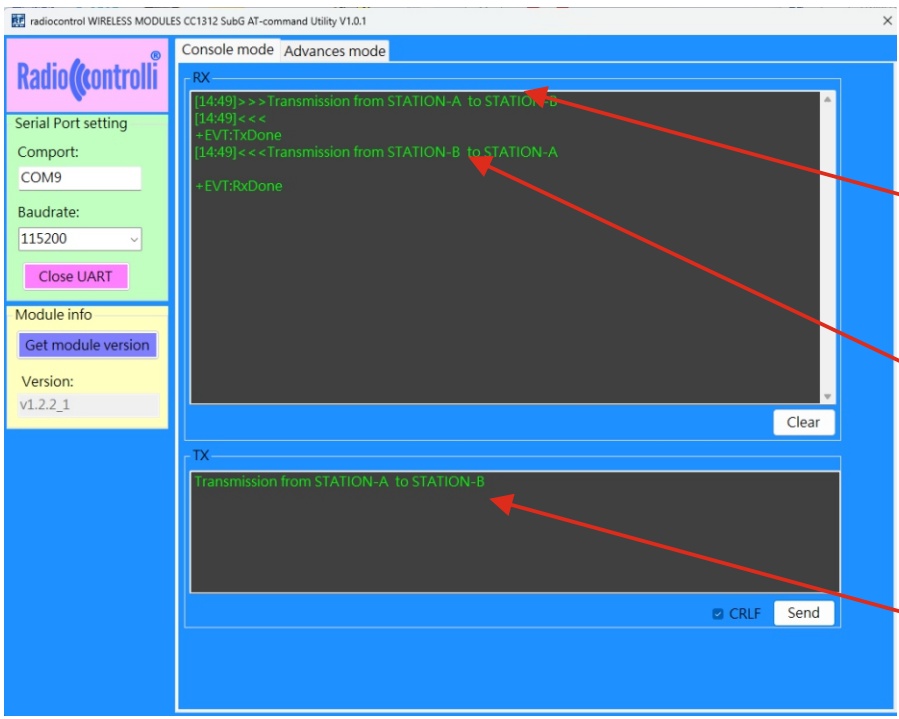 radiocontrol WIRELESS MODULES CC1312 SubG AT-command Utility V1.0.1
Radiocontrolli®
Console mode Advances mode
Serial Port setting
Comport:
COM9
Baudrate:
115200
Close UART
Module info
Get module version
Version:
v1.2.2_1
RX
[14:49]>>>Transmission from STATION-A to STATION-B
[14:49]<<<
+EVT:TxDone
[14:49]<<<Transmission from STATION-B to STATION-A
+EVT:RxDone
Clear
TX
Transmission from STATION-A to STATION-B
CRLF Send